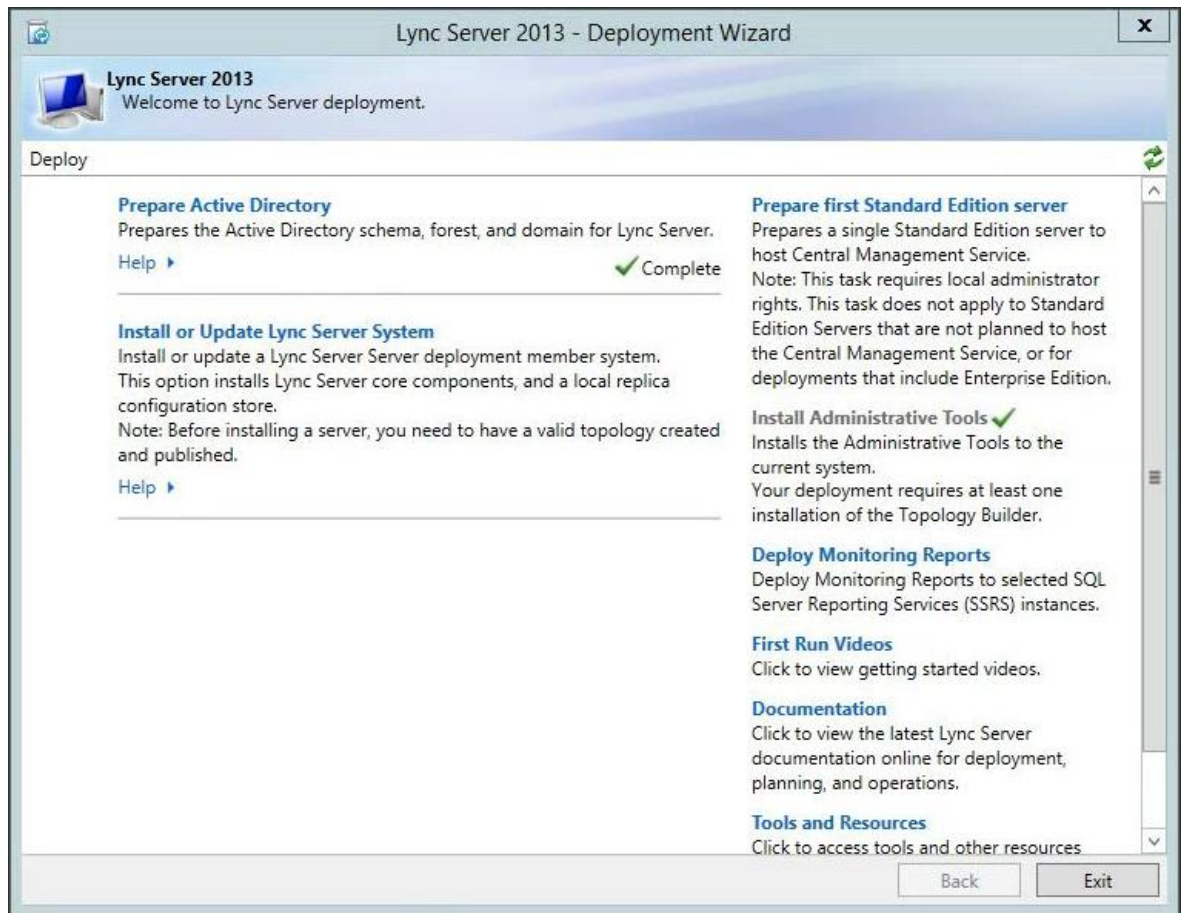 Lync Server 2013 - Deployment Wizard
x
Lync Server 2013
Welcome to Lync Server deployment.
Deploy
Prepare Active Directory
Prepares the Active Directory schema, forest, and domain for Lync Server.
Help
Complete
Install or Update Lync Server System
Install or update a Lync Server Server deployment member system.
This option installs Lync Server core components, and a local replica
configuration store.
Note: Before installing a server, you need to have a valid topology created
and published.
Help
Prepare first Standard Edition server
Prepares a single Standard Edition server to
host Central Management Service.
Note: This task requires local administrator
rights. This task does not apply to Standard
Edition Servers that are not planned to host
the Central Management Service, or for
deployments that include Enterprise Edition.
Install Administrative Tools
Installs the Administrative Tools to the
current system.
Your deployment requires at least one
installation of the Topology Builder.
Deploy Monitoring Reports
Deploy Monitoring Reports to selected SQL
Server Reporting Services (SSRS) instances.
First Run Videos
Click to view getting started videos.
Documentation
Click to view the latest Lync Server
documentation online for deployment,
planning, and operations.
Tools and Resources
Click to access tools and other resources
Back
Exit